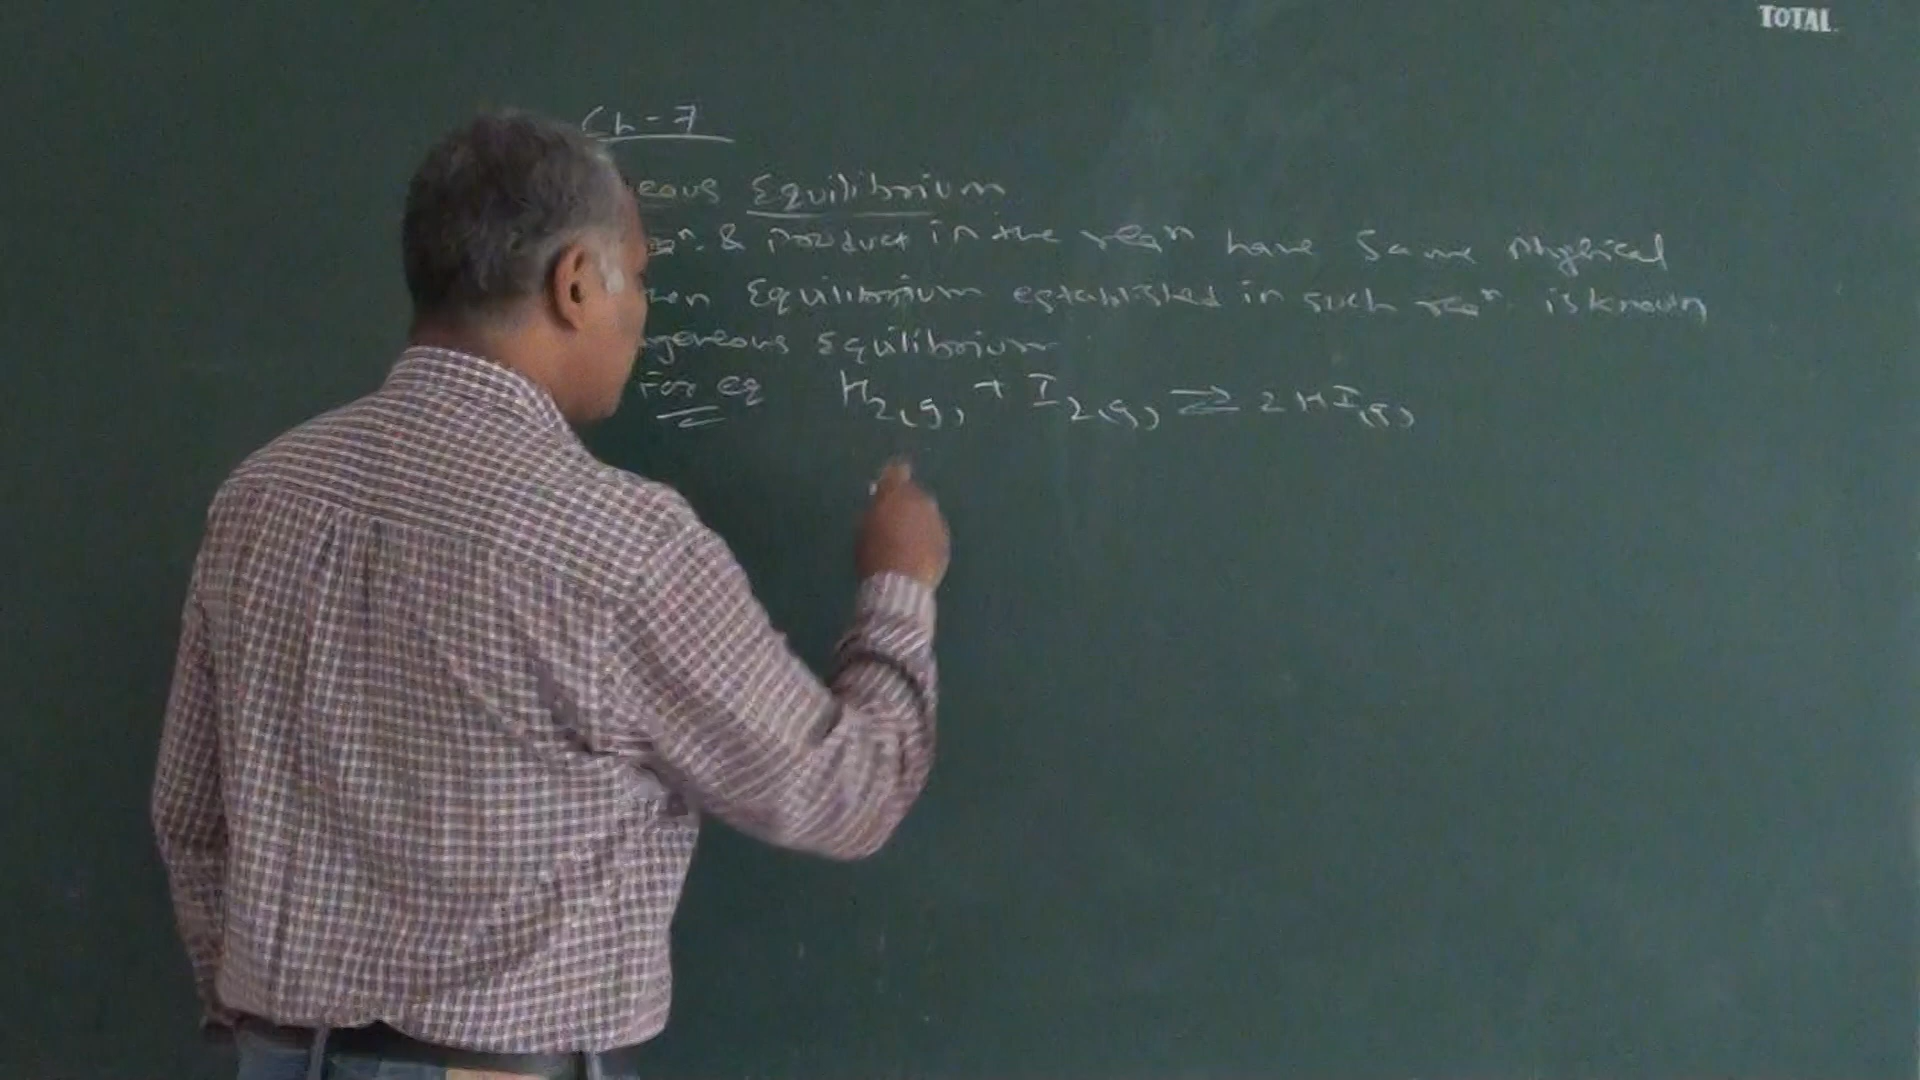 TOTAL
Ch - 7
eous Equilibrium
& Product in the reaⁿ have same physical
Equilibrium established in such reaⁿ. is known
geneous Equilibrium
For eg H₂(g) + I₂(g) ⇌ 2HI(g)